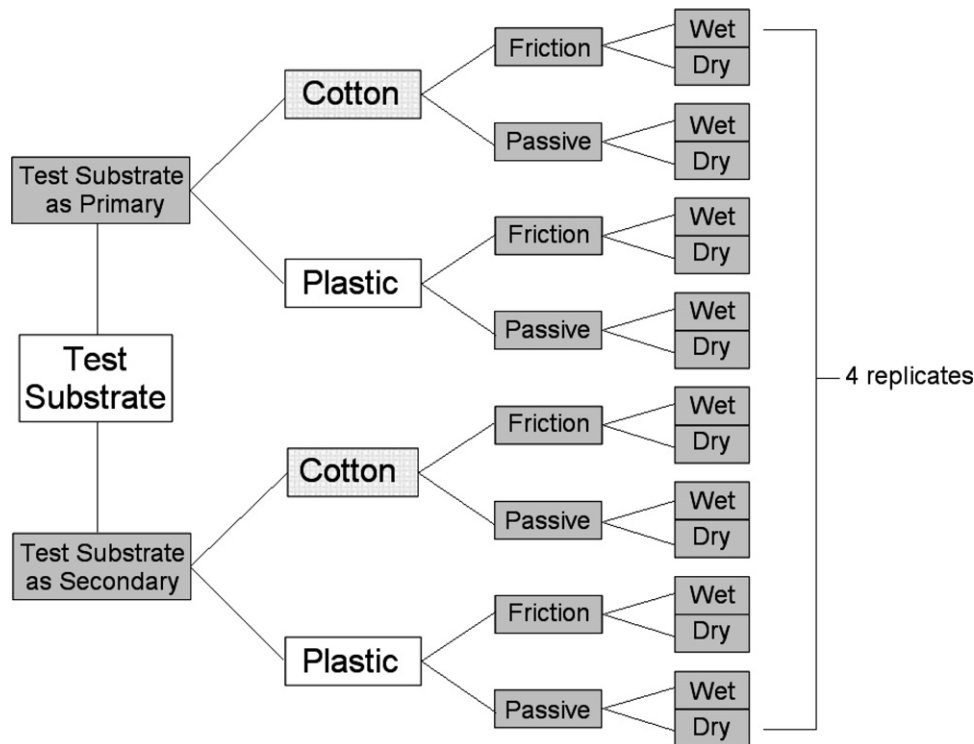 Test Substrate
as Primary
Test
Substrate
Test Substrate
as Secondary
Cotton
Plastic
Cotton
Plastic
Friction
Passive
Friction
Passive
Friction
Passive
Friction
Passive
Wet
Dry
Wet
Dry
Wet
Dry
Wet
Dry
Wet
Dry
Wet
Dry
Wet
Dry
Wet
Dry
4 replicates